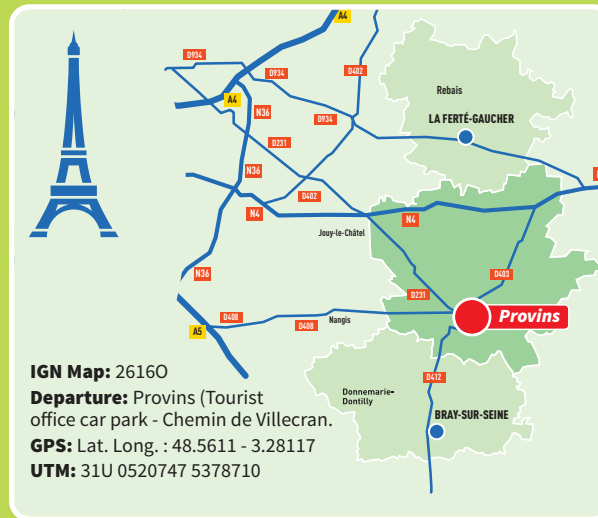 A4
D934
D934
D402
A4
N36
D934
D231
N36
D402
N4
N4
Rebais
LA FERTÉ-GAUCHER
Jouy-le-Châtel
N36
D403
D231
Provins
D408
A5
D408
Nangis
D412
Donnemarie-
Dontilly
BRAY-SUR-SEINE
IGN Map: 2616O
Departure: Provins (Tourist
office car park - Chemin de Villecran.
GPS: Lat. Long. : 48.5611 - 3.28117
UTM: 31U 0520747 5378710